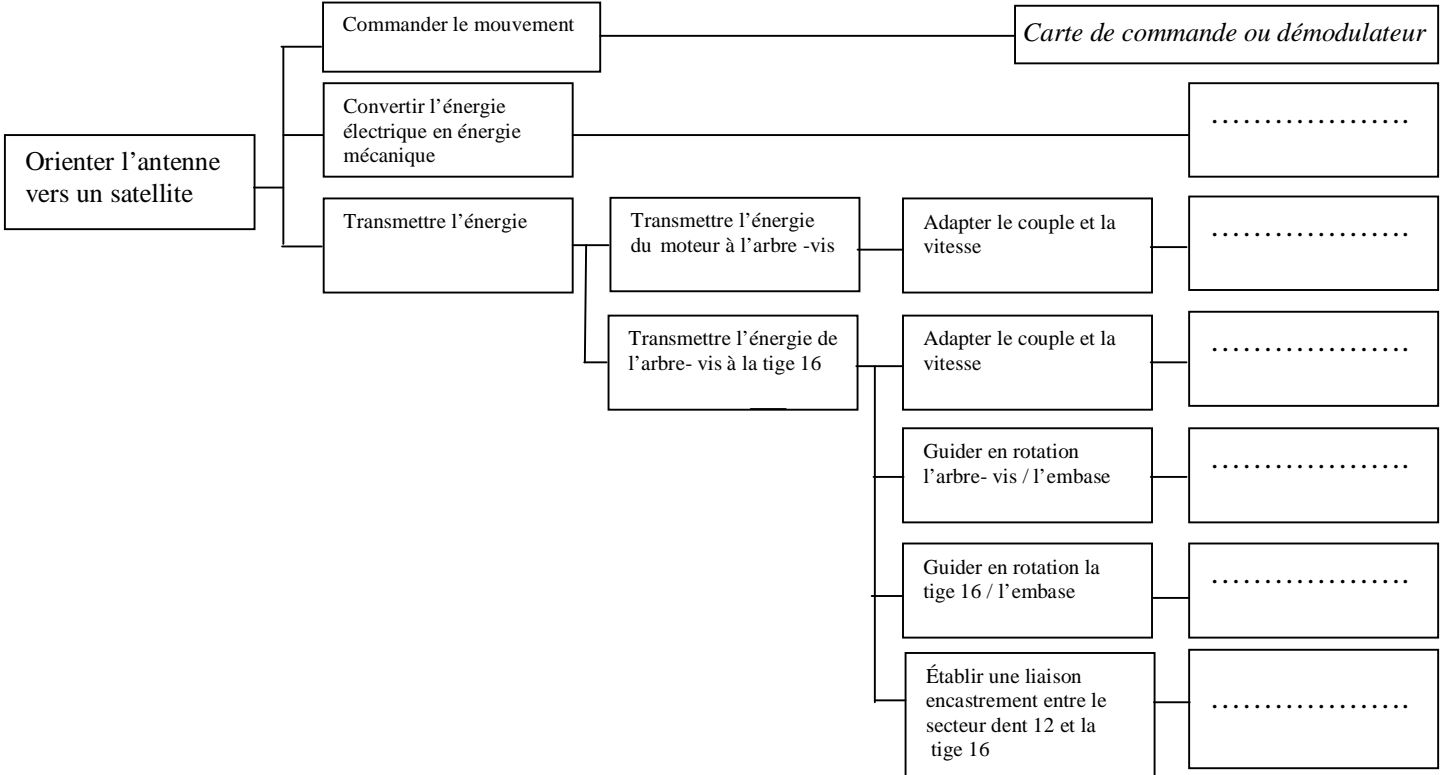 Commander le mouvement
Carte de commande ou démodulateur
Convertir l’énergie
électrique en énergie
mécanique
………………….
Orienter l’antenne
vers un satellite
Transmettre l’énergie
Transmettre l’énergie
du moteur à l’arbre -vis
Adapter le couple et la
vitesse
………………….
Transmettre l’énergie de
l’arbre- vis à la tige 16
Adapter le couple et la
vitesse
………………….
Guider en rotation
l’arbre- vis / l’embase
………………….
Guider en rotation la
tige 16 / l’embase
………………….
Établir une liaison
encastrement entre le
secteur dent 12 et la
tige 16
………………….